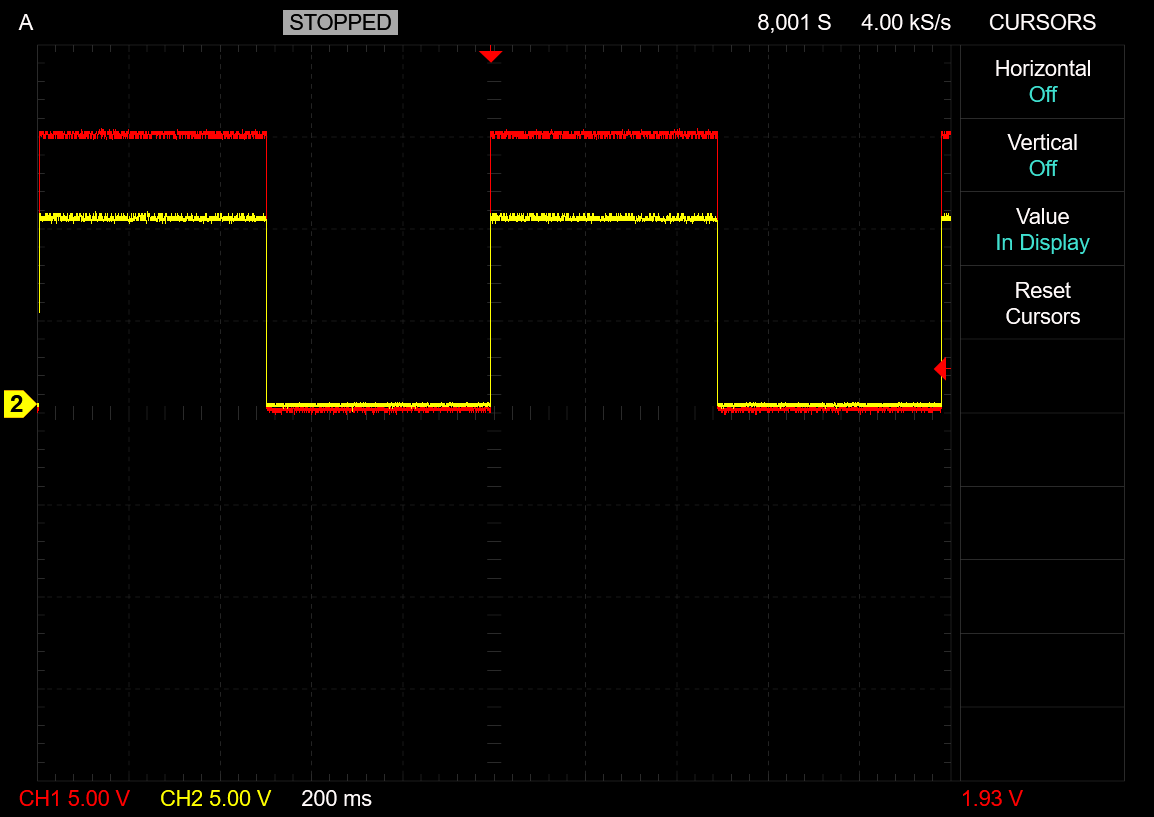 A STOPPED 8,001 S 4.00 kS/s CURSORS
Horizontal
Off
Vertical
Off
Value
In Display
Reset
Cursors
2
CH1 5.00 V CH2 5.00 V 200 ms 1.93 V